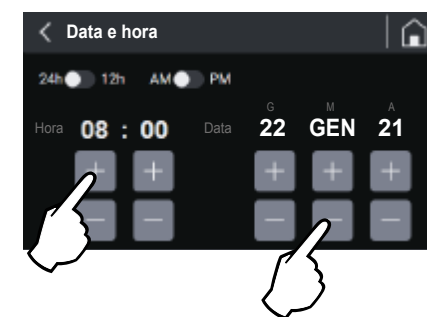 Data e hora
24h 12h AM PM
G M A
Hora 08 : 00 Data 22 GEN 21
+ + + + +
− − − − −